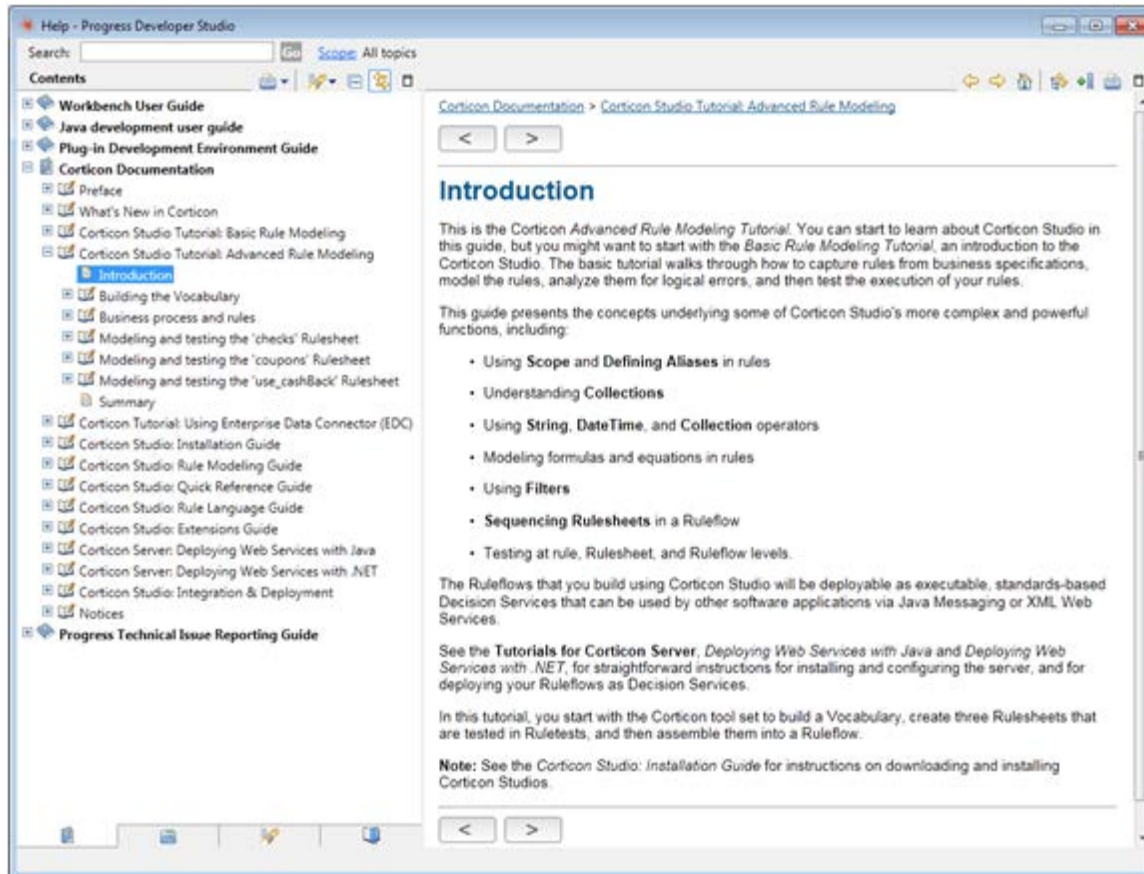 Help - Progress Developer Studio
Search:
Go
Scope: All topics
Contents
Workbench User Guide
Java development user guide
Plug-in Development Environment Guide
Corticon Documentation
Preface
What's New in Corticon
Corticon Studio Tutorial: Basic Rule Modeling
Corticon Studio Tutorial: Advanced Rule Modeling
Introduction
Building the Vocabulary
Business process and rules
Modeling and testing the 'checks' Rulesheet
Modeling and testing the 'coupons' Rulesheet
Modeling and testing the 'use_cashBack' Rulesheet
Summary
Corticon Tutorial: Using Enterprise Data Connector (EDC)
Corticon Studio: Installation Guide
Corticon Studio: Rule Modeling Guide
Corticon Studio: Quick Reference Guide
Corticon Studio: Rule Language Guide
Corticon Studio: Extensions Guide
Corticon Server: Deploying Web Services with Java
Corticon Server: Deploying Web Services with .NET
Corticon Studio: Integration & Deployment
Notices
Progress Technical Issue Reporting Guide
Corticon Documentation > Corticon Studio Tutorial: Advanced Rule Modeling
< >
Introduction
This is the Corticon Advanced Rule Modeling Tutorial. You can start to learn about Corticon Studio in
this guide, but you might want to start with the Basic Rule Modeling Tutorial, an introduction to the
Corticon Studio. The basic tutorial walks through how to capture rules from business specifications,
model the rules, analyze them for logical errors, and then test the execution of your rules.
This guide presents the concepts underlying some of Corticon Studio's more complex and powerful
functions, including:
• Using Scope and Defining Aliases in rules
• Understanding Collections
• Using String, DateTime, and Collection operators
• Modeling formulas and equations in rules
• Using Filters
• Sequencing Rulesheets in a Ruleflow
• Testing at rule, Rulesheet, and Ruleflow levels.
The Ruleflows that you build using Corticon Studio will be deployable as executable, standards-based
Decision Services that can be used by other software applications via Java Messaging or XML Web
Services.
See the Tutorials for Corticon Server, Deploying Web Services with Java and Deploying Web
Services with .NET, for straightforward instructions for installing and configuring the server, and for
deploying your Ruleflows as Decision Services.
In this tutorial, you start with the Corticon tool set to build a Vocabulary, create three Rulesheets that
are tested in Ruletests, and then assemble them into a Ruleflow.
Note: See the Corticon Studio: Installation Guide for instructions on downloading and installing
Corticon Studios.
< >